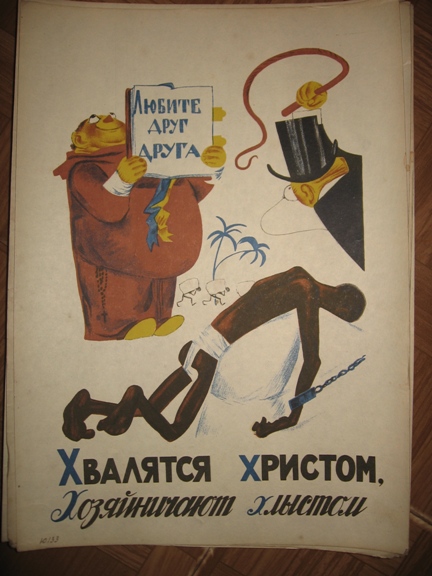 Любите
друг
друга
Хвалятся Христом,
Хозяйничают хлыстом